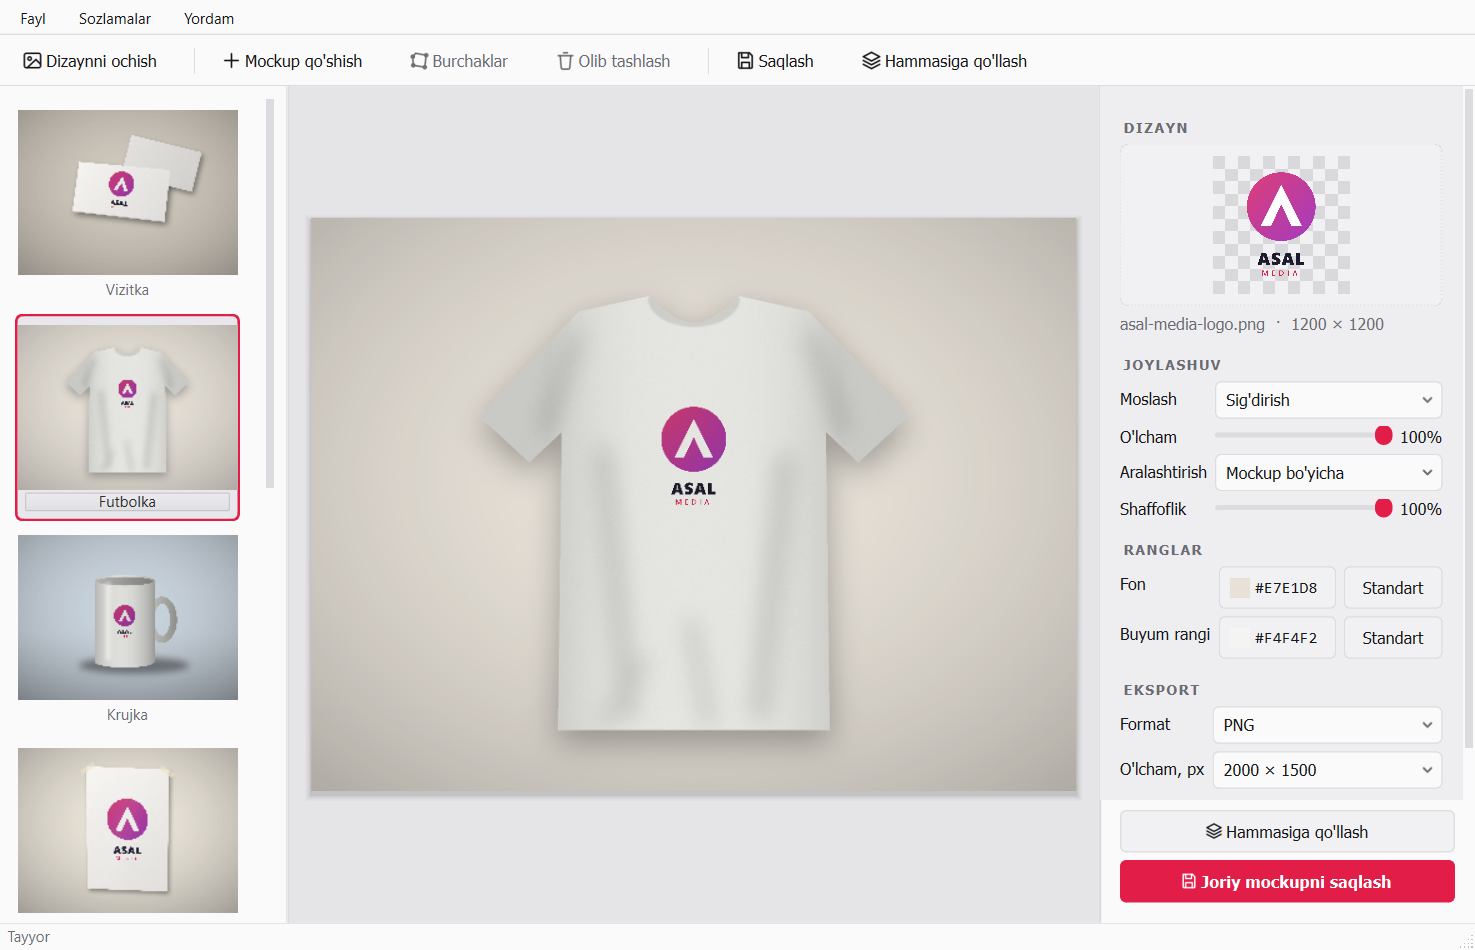 Fayl Sozlamalar Yordam
Dizaynni ochish Mockup qo'shish Burchaklar Olib tashlash Saqlash Hammasiga qo'llash
Vizitka
Futbolka
Krujka
ASAL
ASAL
MEDIA
DIZAYN
ASAL
MEDIA
asal-media-logo.png · 1200 × 1200
JOYLASHUV
Moslash Sig'dirish
O'lcham 100%
Aralashtirish Mockup bo'yicha
Shaffoflik 100%
RANGLAR
Fon #E7E1D8 Standart
Buyum rangi #F4F4F2 Standart
EKSPORT
Format PNG
O'lcham, px 2000 × 1500
Hammasiga qo'llash
Joriy mockupni saqlash
Tayyor